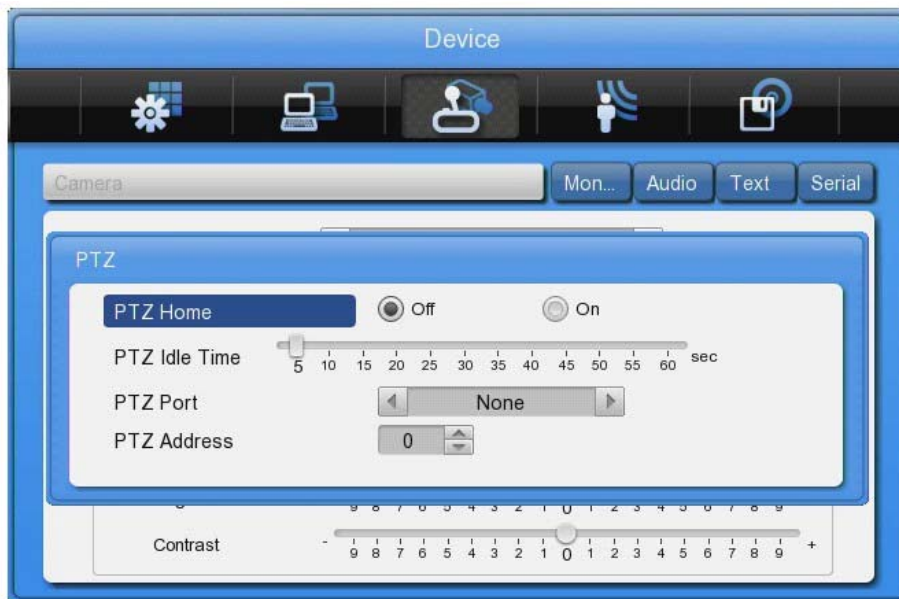 Device
Camera Mon... Audio Text Serial
PTZ
PTZ Home Off On
PTZ Idle Time 5 10 15 20 25 30 35 40 45 50 55 60 sec
PTZ Port None
PTZ Address 0
9 8 7 6 5 4 3 2 1 0 1 2 3 4 5 6 7 8 9
Contrast - 9 8 7 6 5 4 3 2 1 0 1 2 3 4 5 6 7 8 9 +